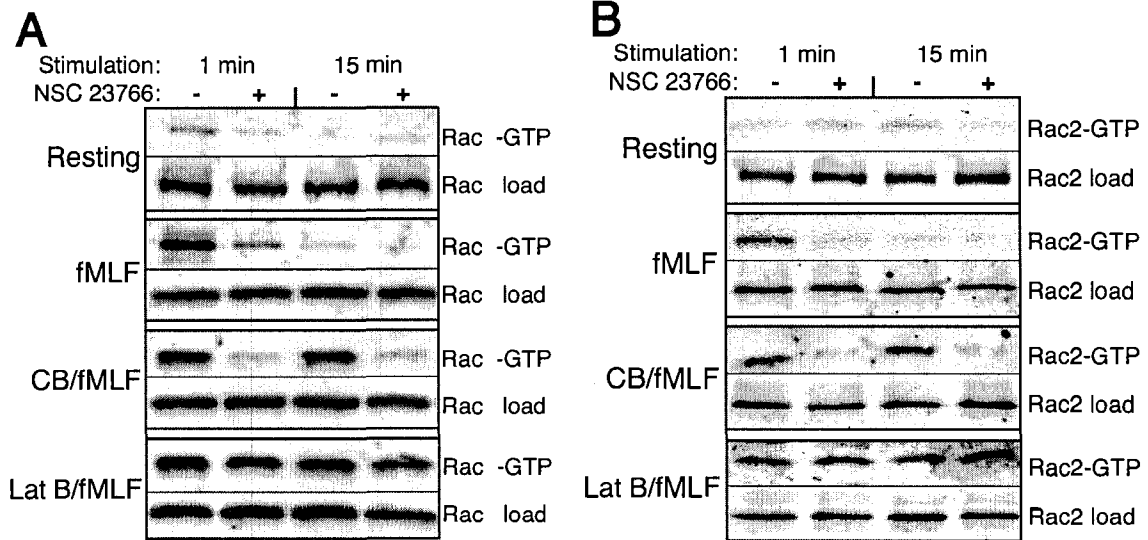 A
Stimulation: 1 min 15 min
NSC 23766: - + | - +
Resting
Rac -GTP
Rac load
fMLF
Rac -GTP
Rac load
CB/fMLF
Rac -GTP
Rac load
Lat B/fMLF
Rac -GTP
Rac load
B
Stimulation: 1 min 15 min
NSC 23766: - + | - +
Resting
Rac2-GTP
Rac2 load
fMLF
Rac2-GTP
Rac2 load
CB/fMLF
Rac2-GTP
Rac2 load
Lat B/fMLF
Rac2-GTP
Rac2 load